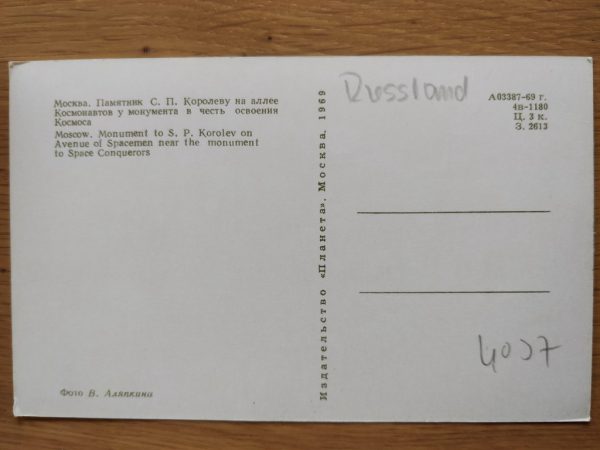 Москва. Памятник С. П. Королеву на аллее
Космонавтов у монумента в честь освоения
Космоса
Moscow. Monument to S. P. Korolev on
Avenue of Spacemen near the monument
to Space Conquerors
Фото В. Аляпкина
Издательство «Планета». Москва. 1969
Russland
А03387-69 г.
4в-1180
Ц. 3 к.
З. 2613